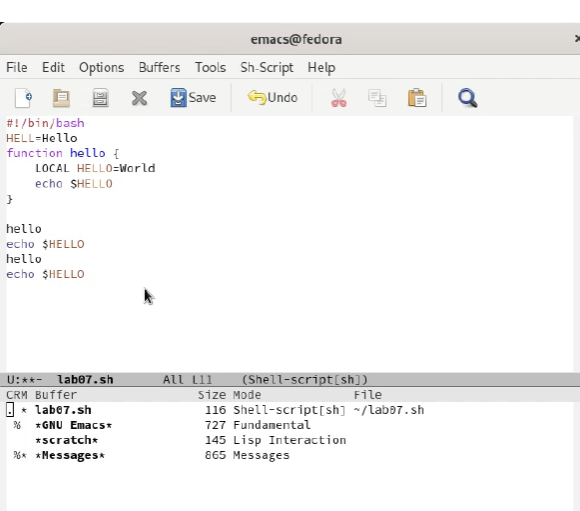 emacs@fedora ×
File Edit Options Buffers Tools Sh-Script Help
Save Undo
#!/bin/bash
HELL=Hello
function hello {
    LOCAL HELLO=World
    echo $HELLO
}
hello
echo $HELLO
hello
echo $HELLO
U:**-  lab07.sh       All L11    (Shell-script[sh])
CRM Buffer                Size Mode             File
. * lab07.sh               116 Shell-script[sh] ~/lab07.sh
 %  *GNU Emacs*            727 Fundamental
    *scratch*              145 Lisp Interaction
 %* *Messages*             865 Messages